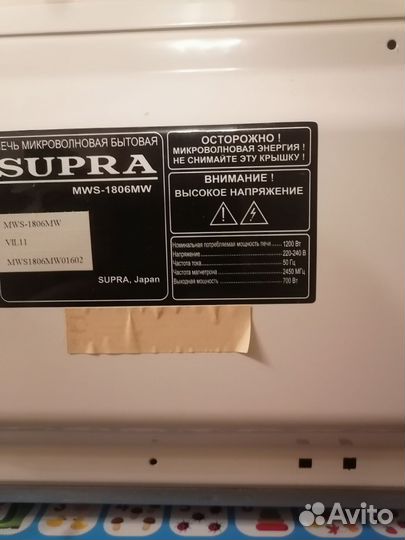 ЕЧЬ МИКРОВОЛНОВАЯ БЫТОВАЯ
SUPRA
MWS-1806MW
MWS-1806MW
VIL11
MWS1806MW01602
SUPRA, Japan
ОСТОРОЖНО !
МИКРОВОЛНОВАЯ ЭНЕРГИЯ !
НЕ СНИМАЙТЕ ЭТУ КРЫШКУ !
ВНИМАНИЕ !
ВЫСОКОЕ НАПРЯЖЕНИЕ
Номинальная потребляемая мощность печи 1200 Вт
Напряжение 220-240 В
Частота тока 50 Гц
Частота магнетрона 2450 МГц
Выходная мощность 700 Вт
Avito